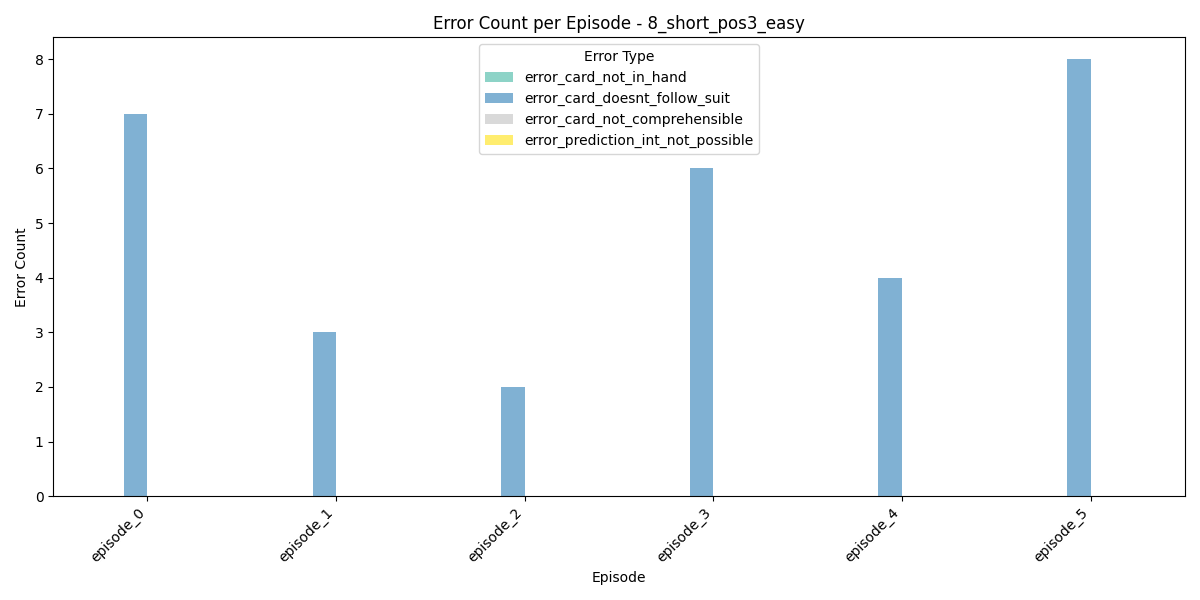 Error Count per Episode - 8_short_pos3_easy
Error Type
error_card_not_in_hand
error_card_doesnt_follow_suit
error_card_not_comprehensible
error_prediction_int_not_possible
Error Count
8
7
6
5
4
3
2
1
0
episode_0
episode_1
episode_2
episode_3
episode_4
episode_5
Episode